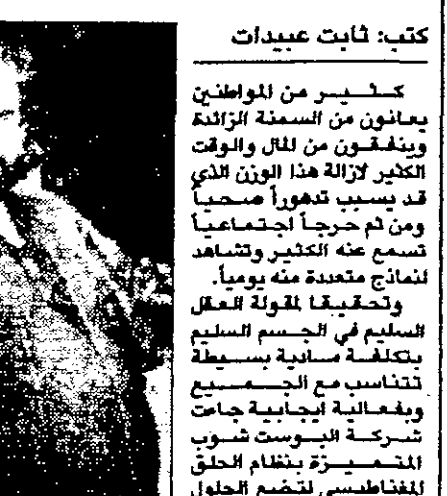 كتب: ثابت عبيدات
كثير من المواطنين
يعانون من السمنة الزائدة
وينفقون من المال والوقت
الكثير لازالة هذا الوزن الذي
قد يسبب تدهوراً صحياً
ومن ثم حرجاً اجتماعياً
تسمع عنه الكثير وتشاهد
لنماذج متعددة منه يومياً.
وتحقيقا لمقولة العقل
السليم في الجسم السليم
بتكلفة مادية بسيطة
تتناسب مع الجميع
وبفعالية ايجابية جاءت
شركة البوست شوب
المتميزة بنظام الحلق
المغناطيسي لتضع الحلول